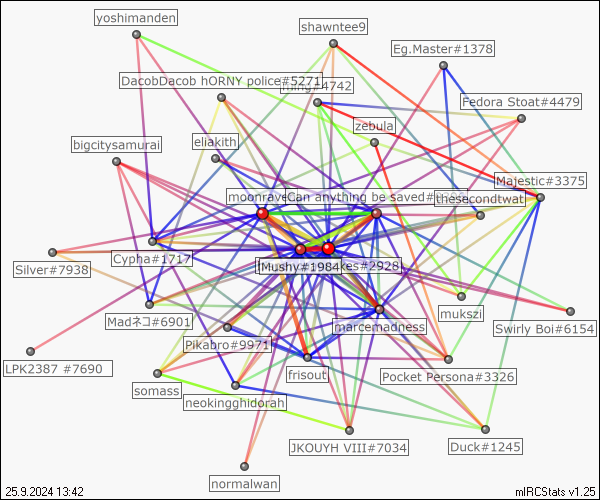 yoshimanden
shawntee9
Eg.Master#1378
DacobDacob hORNY police#5271
#4742
Fedora Stoat#4479
zebula
bigcitysamurai
eliakith
Majestic#3375
moonrave
Can anything be saved#
thesecondtwat
Cypha#1717
Silver#7938
Mushy#1984
kes#2928
Madネコ#6901
mukszi
Swirly Boi#6154
marcemadness
Pikabro#9971
LPK2387 #7690
frisout
Pocket Persona#3326
somass
neokingghidorah
JKOUYH VIII#7034
Duck#1245
normalwan
25.9.2024 13:42
mIRCStats v1.25